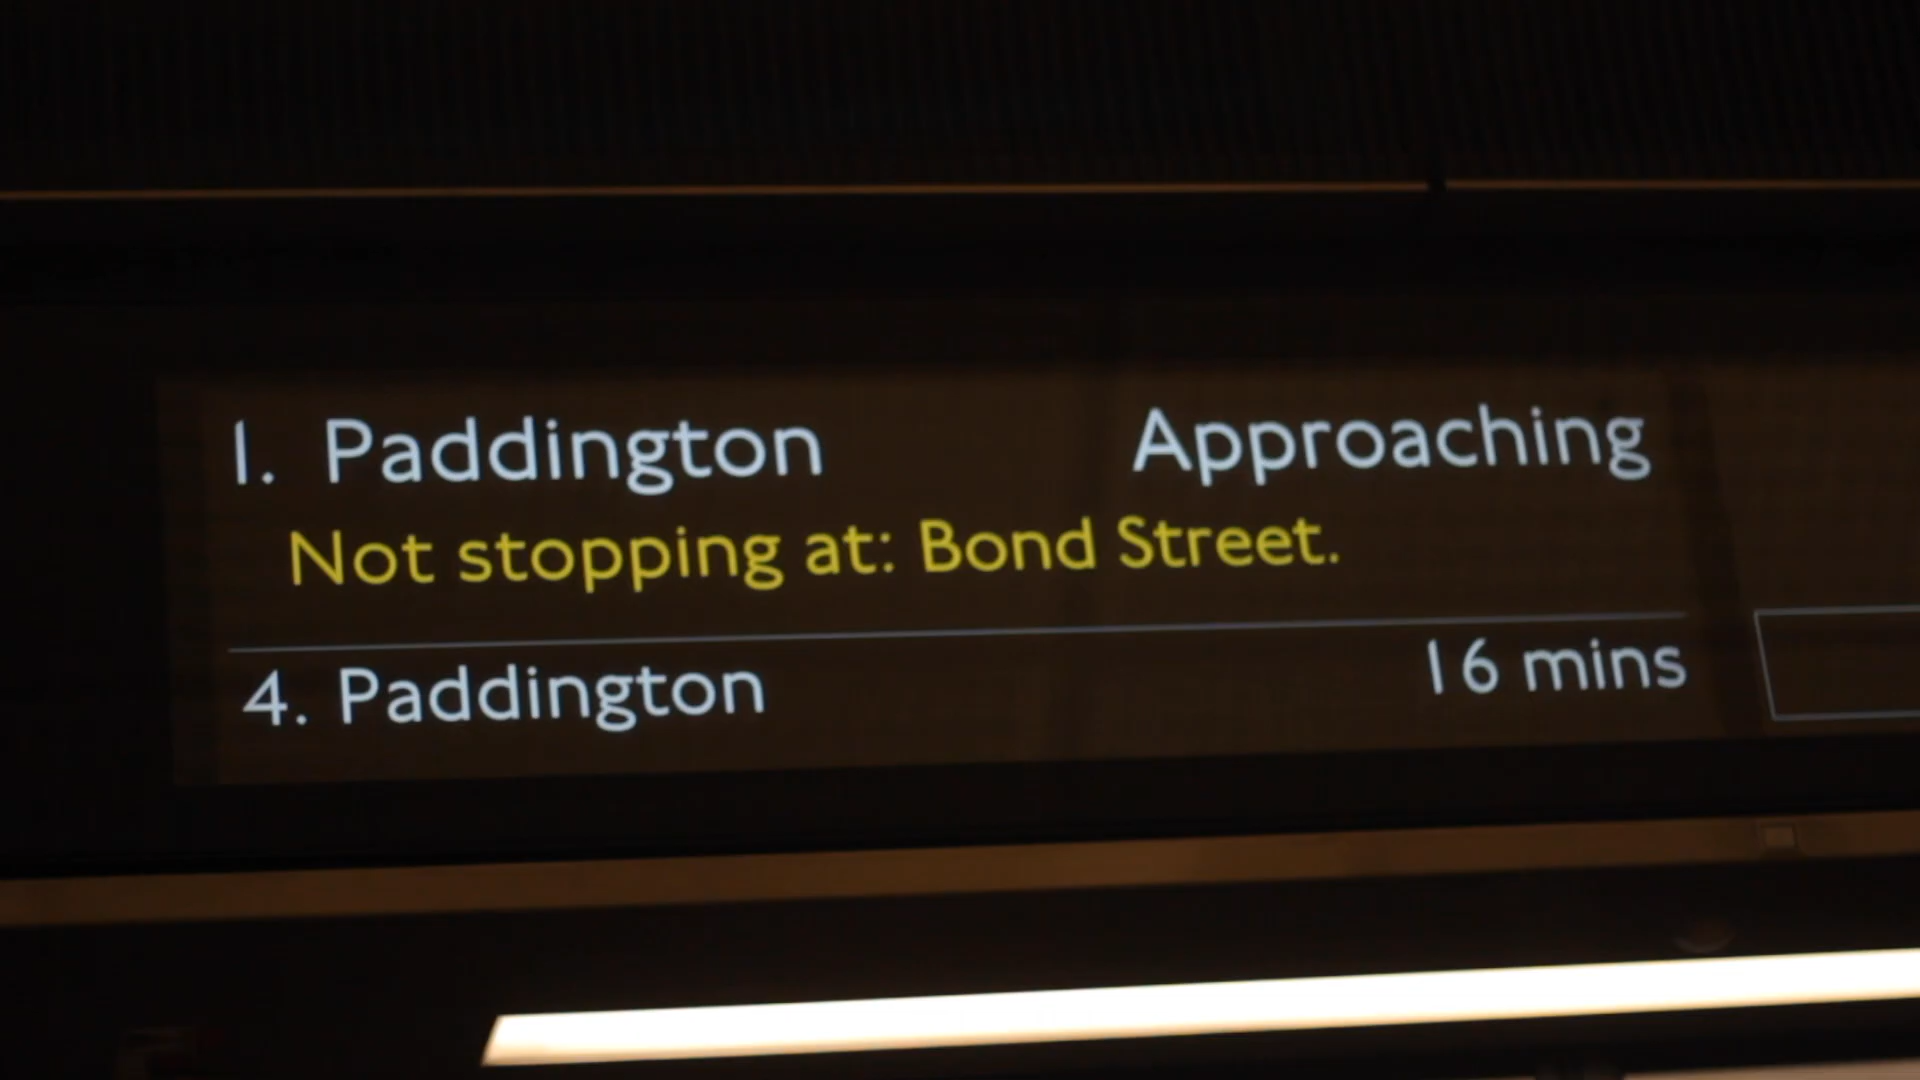 1. Paddington Approaching
Not stopping at: Bond Street.
4. Paddington 16 mins